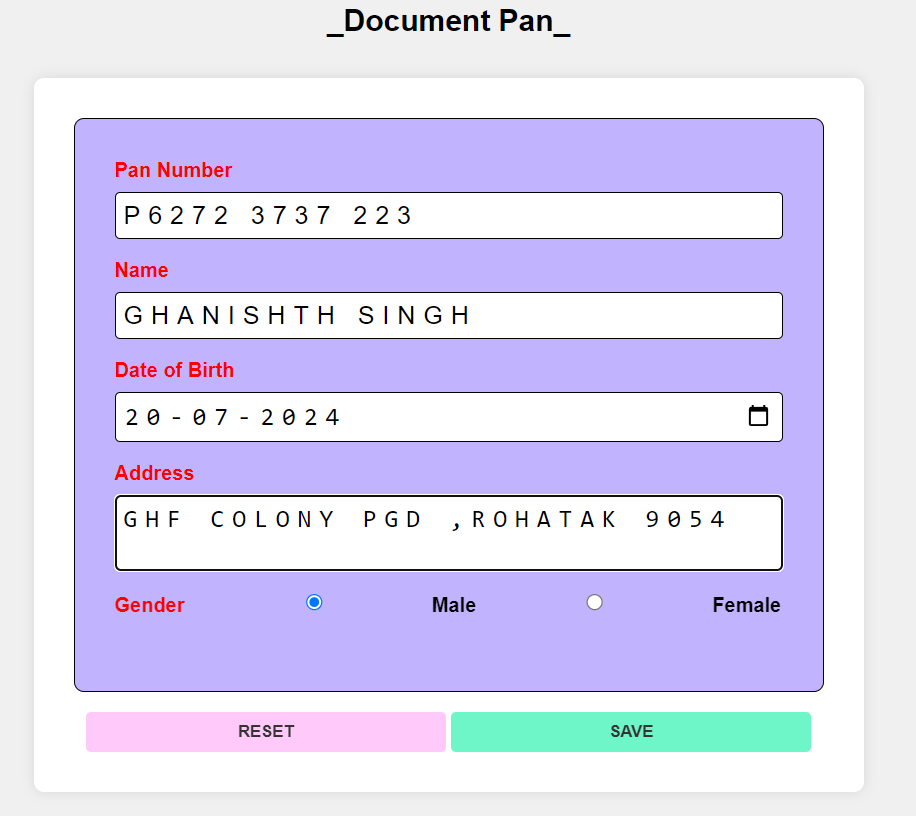 _Document Pan_
Pan Number
P6272 3737 223
Name
GHANISHTH SINGH
Date of Birth
20-07-2024
Address
GHF COLONY PGD ,ROHATAK 9054
Gender Male Female
RESET SAVE